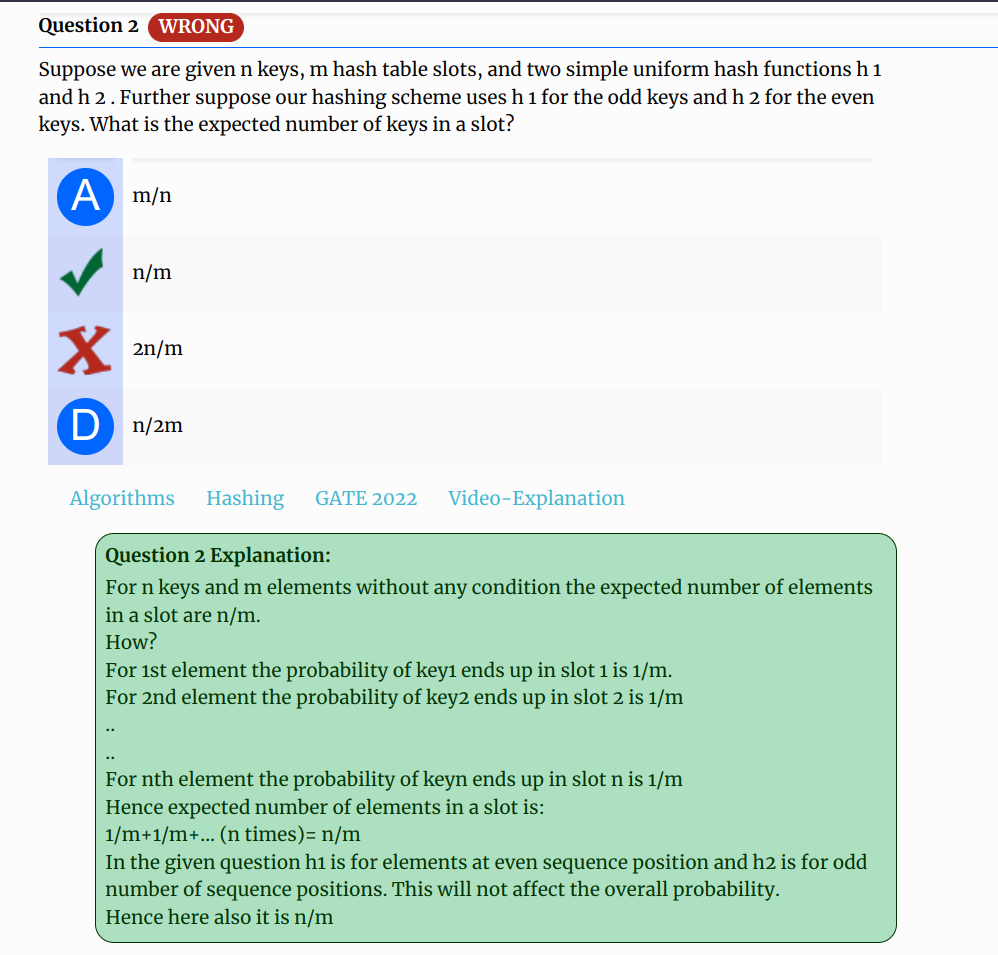 Question 2 WRONG
Suppose we are given n keys, m hash table slots, and two simple uniform hash functions h 1
and h 2 . Further suppose our hashing scheme uses h 1 for the odd keys and h 2 for the even
keys. What is the expected number of keys in a slot?
A m/n
n/m
2n/m
D n/2m
Algorithms Hashing GATE 2022 Video-Explanation
Question 2 Explanation:
For n keys and m elements without any condition the expected number of elements
in a slot are n/m.
How?
For 1st element the probability of key1 ends up in slot 1 is 1/m.
For 2nd element the probability of key2 ends up in slot 2 is 1/m
..
..
For nth element the probability of keyn ends up in slot n is 1/m
Hence expected number of elements in a slot is:
1/m+1/m+... (n times)= n/m
In the given question h1 is for elements at even sequence position and h2 is for odd
number of sequence positions. This will not affect the overall probability.
Hence here also it is n/m